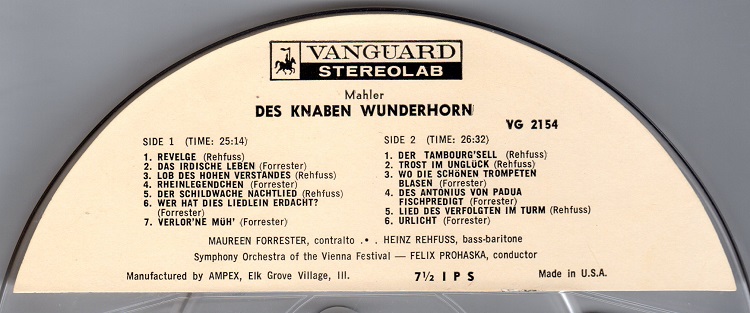 VANGUARD
STEREOLAB
Mahler
DES KNABEN WUNDERHORN
VG 2154
SIDE 1 (TIME: 25:14)
1. REVELGE (Rehfuss)
2. DAS IRDISCHE LEBEN (Forrester)
3. LOB DES HOHEN VERSTANDES (Rehfuss)
4. RHEINLEGENDCHEN (Forrester)
5. DER SCHILDWACHE NACHTLIED (Rehfuss)
6. WER HAT DIES LIEDLEIN ERDACHT?
(Forrester)
7. VERLOR'NE MÜH' (Forrester)
SIDE 2 (TIME: 26:32)
1. DER TAMBOURG'SELL (Rehfuss)
2. TROST IM UNGLÜCK (Rehfuss)
3. WO DIE SCHÖNEN TROMPETEN
BLASEN (Forrester)
4. DES ANTONIUS VON PADUA
FISCHPREDIGT (Forrester)
5. LIED DES VERFOLGTEN IM TURM (Rehfuss)
6. URLICHT (Forrester)
MAUREEN FORRESTER, contralto .•. HEINZ REHFUSS, bass-baritone
Symphony Orchestra of the Vienna Festival — FELIX PROHASKA, conductor
Manufactured by AMPEX, Elk Grove Village, Ill. 7½ I P S Made in U.S.A.